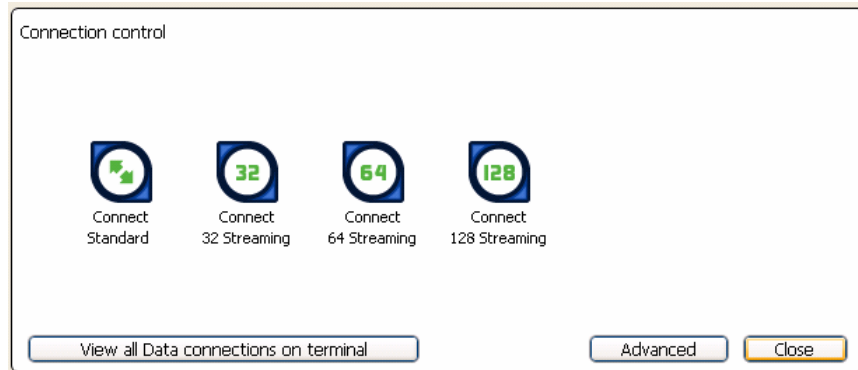 Connection control
32
64
128
Connect
Standard
Connect
32 Streaming
Connect
64 Streaming
Connect
128 Streaming
View all Data connections on terminal
Advanced
Close